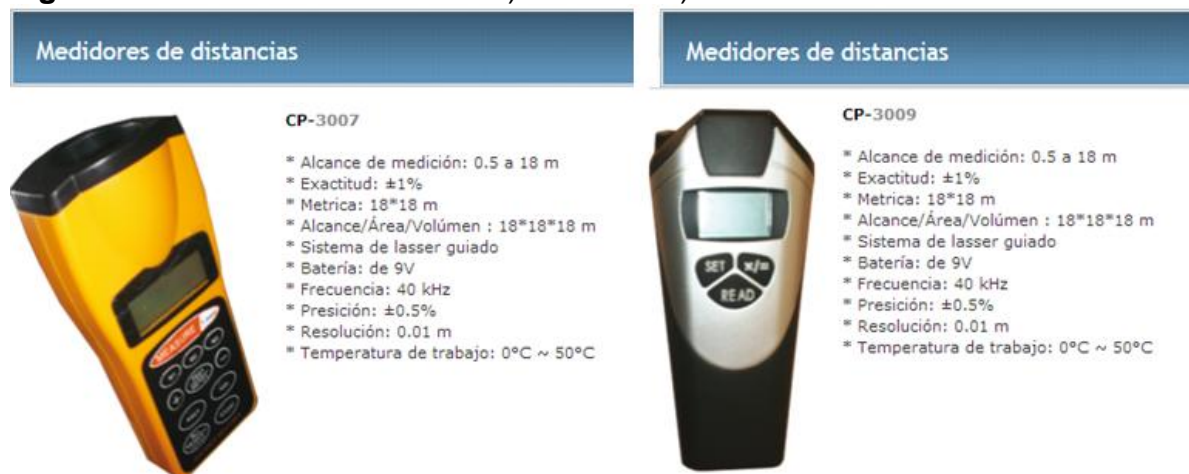 Medidores de distancias
CP-3007
* Alcance de medición: 0.5 a 18 m
* Exactitud: ±1%
* Metrica: 18*18 m
* Alcance/Área/Volúmen : 18*18*18 m
* Sistema de lasser guiado
* Batería: de 9V
* Frecuencia: 40 kHz
* Presición: ±0.5%
* Resolución: 0.01 m
* Temperatura de trabajo: 0°C ~ 50°C
MEASURE
Medidores de distancias
CP-3009
* Alcance de medición: 0.5 a 18 m
* Exactitud: ±1%
* Metrica: 18*18 m
* Alcance/Área/Volúmen : 18*18*18 m
* Sistema de lasser guiado
* Batería: de 9V
* Frecuencia: 40 kHz
* Presición: ±0.5%
* Resolución: 0.01 m
* Temperatura de trabajo: 0°C ~ 50°C
SET ×/=
READ